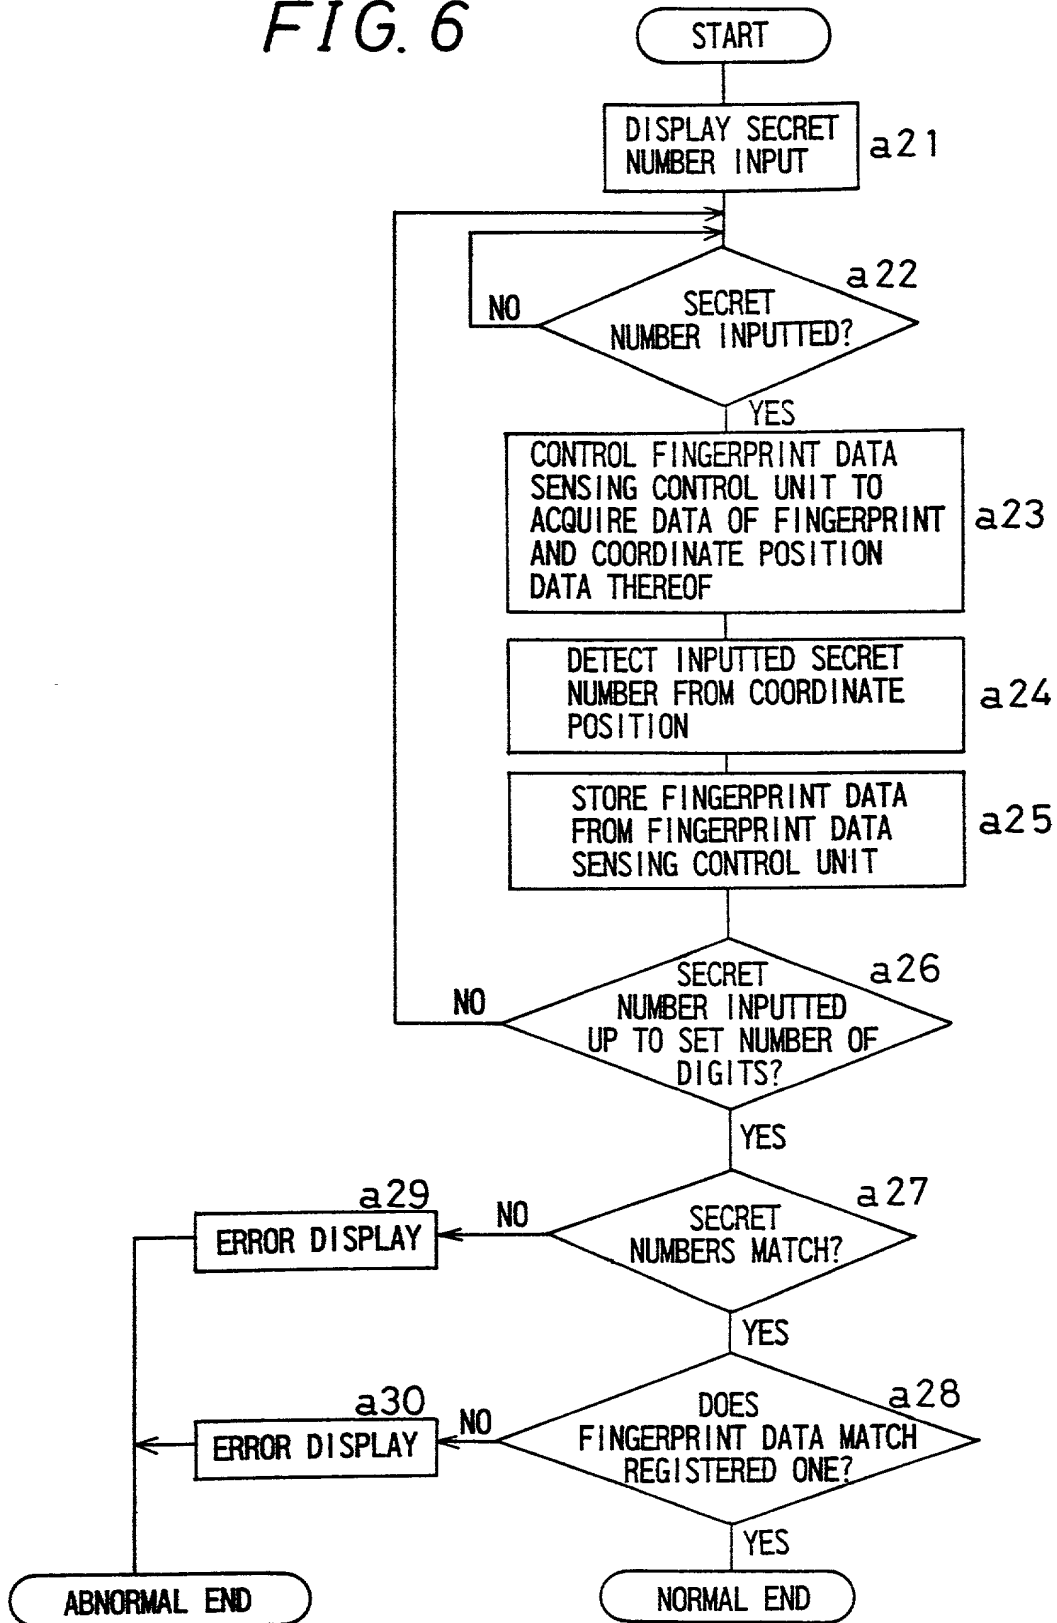 FIG. 6
START
DISPLAY SECRET
NUMBER INPUT
a21
a22
SECRET
NUMBER INPUTTED?
NO
YES
CONTROL FINGERPRINT DATA
SENSING CONTROL UNIT TO
ACQUIRE DATA OF FINGERPRINT
AND COORDINATE POSITION
DATA THEREOF
a23
DETECT INPUTTED SECRET
NUMBER FROM COORDINATE
POSITION
a24
STORE FINGERPRINT DATA
FROM FINGERPRINT DATA
SENSING CONTROL UNIT
a25
a26
SECRET
NUMBER INPUTTED
UP TO SET NUMBER OF
DIGITS?
NO
YES
a27
SECRET
NUMBERS MATCH?
NO
a29
ERROR DISPLAY
YES
a28
DOES
FINGERPRINT DATA MATCH
REGISTERED ONE?
NO
a30
ERROR DISPLAY
YES
ABNORMAL END
NORMAL END